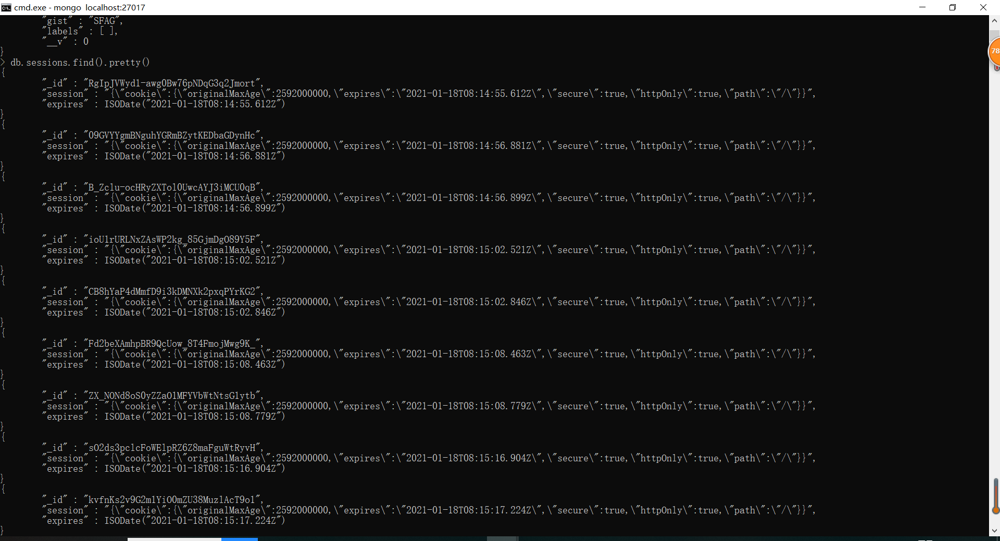 cmd.exe - mongo  localhost:27017
"gist" : "SFAG",
"labels" : [ ],
"__v" : 0
}
> db.sessions.find().pretty()
{
"_id" : "RgIpJVWydl-awg0Bw76pNDqG3q2Jmort",
"session" : "{\"cookie\":{\"originalMaxAge\":2592000000,\"expires\":\"2021-01-18T08:14:55.612Z\",\"secure\":true,\"httpOnly\":true,\"path\":\"/\"}}",
"expires" : ISODate("2021-01-18T08:14:55.612Z")
}
{
"_id" : "09GVYYgmBNguhYGRmBZytKEDbaGDynHc",
"session" : "{\"cookie\":{\"originalMaxAge\":2592000000,\"expires\":\"2021-01-18T08:14:56.881Z\",\"secure\":true,\"httpOnly\":true,\"path\":\"/\"}}",
"expires" : ISODate("2021-01-18T08:14:56.881Z")
}
{
"_id" : "B_Zclu-ocHRyZXTol0UwcAYJ3iMCU0qB",
"session" : "{\"cookie\":{\"originalMaxAge\":2592000000,\"expires\":\"2021-01-18T08:14:56.899Z\",\"secure\":true,\"httpOnly\":true,\"path\":\"/\"}}",
"expires" : ISODate("2021-01-18T08:14:56.899Z")
}
{
"_id" : "ioUlrURLNxZAsWP2kg_85GjmDgO89Y5F",
"session" : "{\"cookie\":{\"originalMaxAge\":2592000000,\"expires\":\"2021-01-18T08:15:02.521Z\",\"secure\":true,\"httpOnly\":true,\"path\":\"/\"}}",
"expires" : ISODate("2021-01-18T08:15:02.521Z")
}
{
"_id" : "CB8hYaP4dMmfD9i3kDMNXk2pxqPYrKG2",
"session" : "{\"cookie\":{\"originalMaxAge\":2592000000,\"expires\":\"2021-01-18T08:15:02.846Z\",\"secure\":true,\"httpOnly\":true,\"path\":\"/\"}}",
"expires" : ISODate("2021-01-18T08:15:02.846Z")
}
{
"_id" : "Fd2beXAmhpBR9QcUow_8T4FmojMwg9K_",
"session" : "{\"cookie\":{\"originalMaxAge\":2592000000,\"expires\":\"2021-01-18T08:15:08.463Z\",\"secure\":true,\"httpOnly\":true,\"path\":\"/\"}}",
"expires" : ISODate("2021-01-18T08:15:08.463Z")
}
{
"_id" : "ZX_NONd8oS0yZZaO1MFYVbWtNtsGlytb",
"session" : "{\"cookie\":{\"originalMaxAge\":2592000000,\"expires\":\"2021-01-18T08:15:08.779Z\",\"secure\":true,\"httpOnly\":true,\"path\":\"/\"}}",
"expires" : ISODate("2021-01-18T08:15:08.779Z")
}
{
"_id" : "sO2ds3pclcFoWElpRZ6Z8maFguWtRyvH",
"session" : "{\"cookie\":{\"originalMaxAge\":2592000000,\"expires\":\"2021-01-18T08:15:16.904Z\",\"secure\":true,\"httpOnly\":true,\"path\":\"/\"}}",
"expires" : ISODate("2021-01-18T08:15:16.904Z")
}
{
"_id" : "kvfnKs2v9G2mlYiO0mZU38MuzlAcT9o1",
"session" : "{\"cookie\":{\"originalMaxAge\":2592000000,\"expires\":\"2021-01-18T08:15:17.224Z\",\"secure\":true,\"httpOnly\":true,\"path\":\"/\"}}",
"expires" : ISODate("2021-01-18T08:15:17.224Z")
}
78